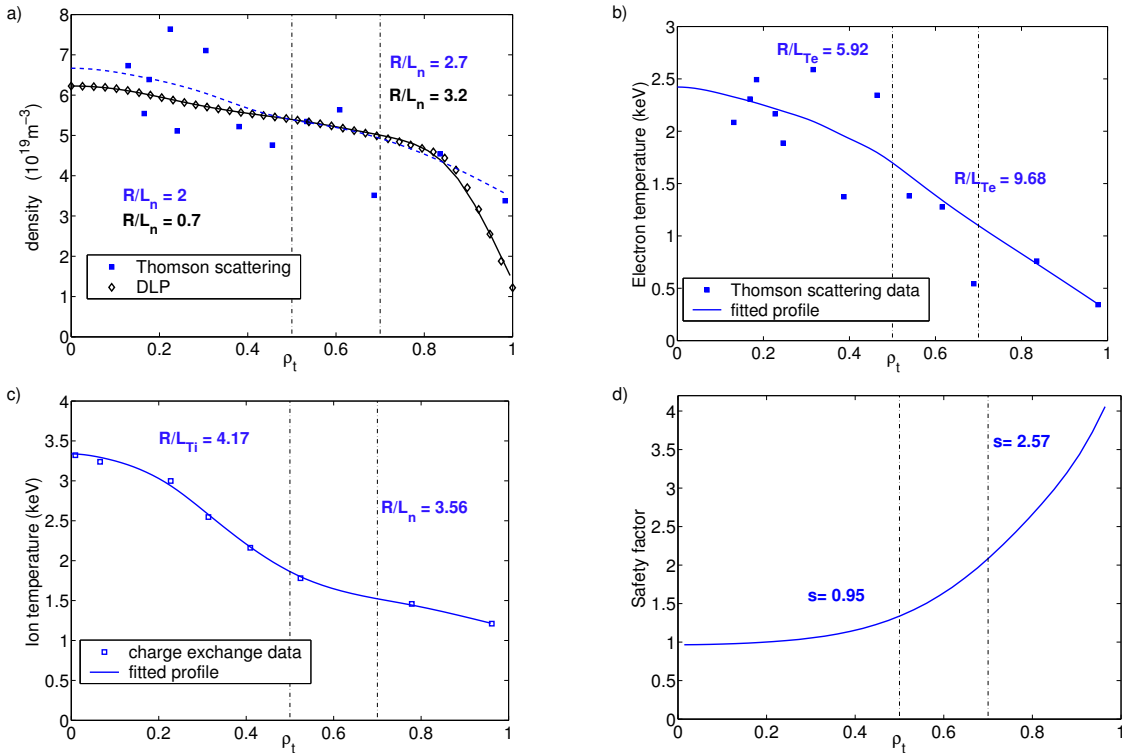 a)
8
7
6
5
4
3
2
1
0
density (10^19 m^−3)
R/L_n = 2.7
R/L_n = 3.2
R/L_n = 2
R/L_n = 0.7
Thomson scattering
DLP
0 0.2 0.4 0.6 0.8 1
ρ_t
b)
3
2.5
2
1.5
1
0.5
0
Electron temperature (keV)
R/L_Te = 5.92
R/L_Te = 9.68
Thomson scattering data
fitted profile
0 0.2 0.4 0.6 0.8 1
ρ_t
c)
4
3.5
3
2.5
2
1.5
1
0.5
0
Ion temperature (keV)
R/L_Ti = 4.17
R/L_n = 3.56
charge exchange data
fitted profile
0 0.2 0.4 0.6 0.8 1
ρ_t
d)
4
3.5
3
2.5
2
1.5
1
0.5
0
Safety factor
s= 2.57
s= 0.95
0 0.2 0.4 0.6 0.8 1
ρ_t